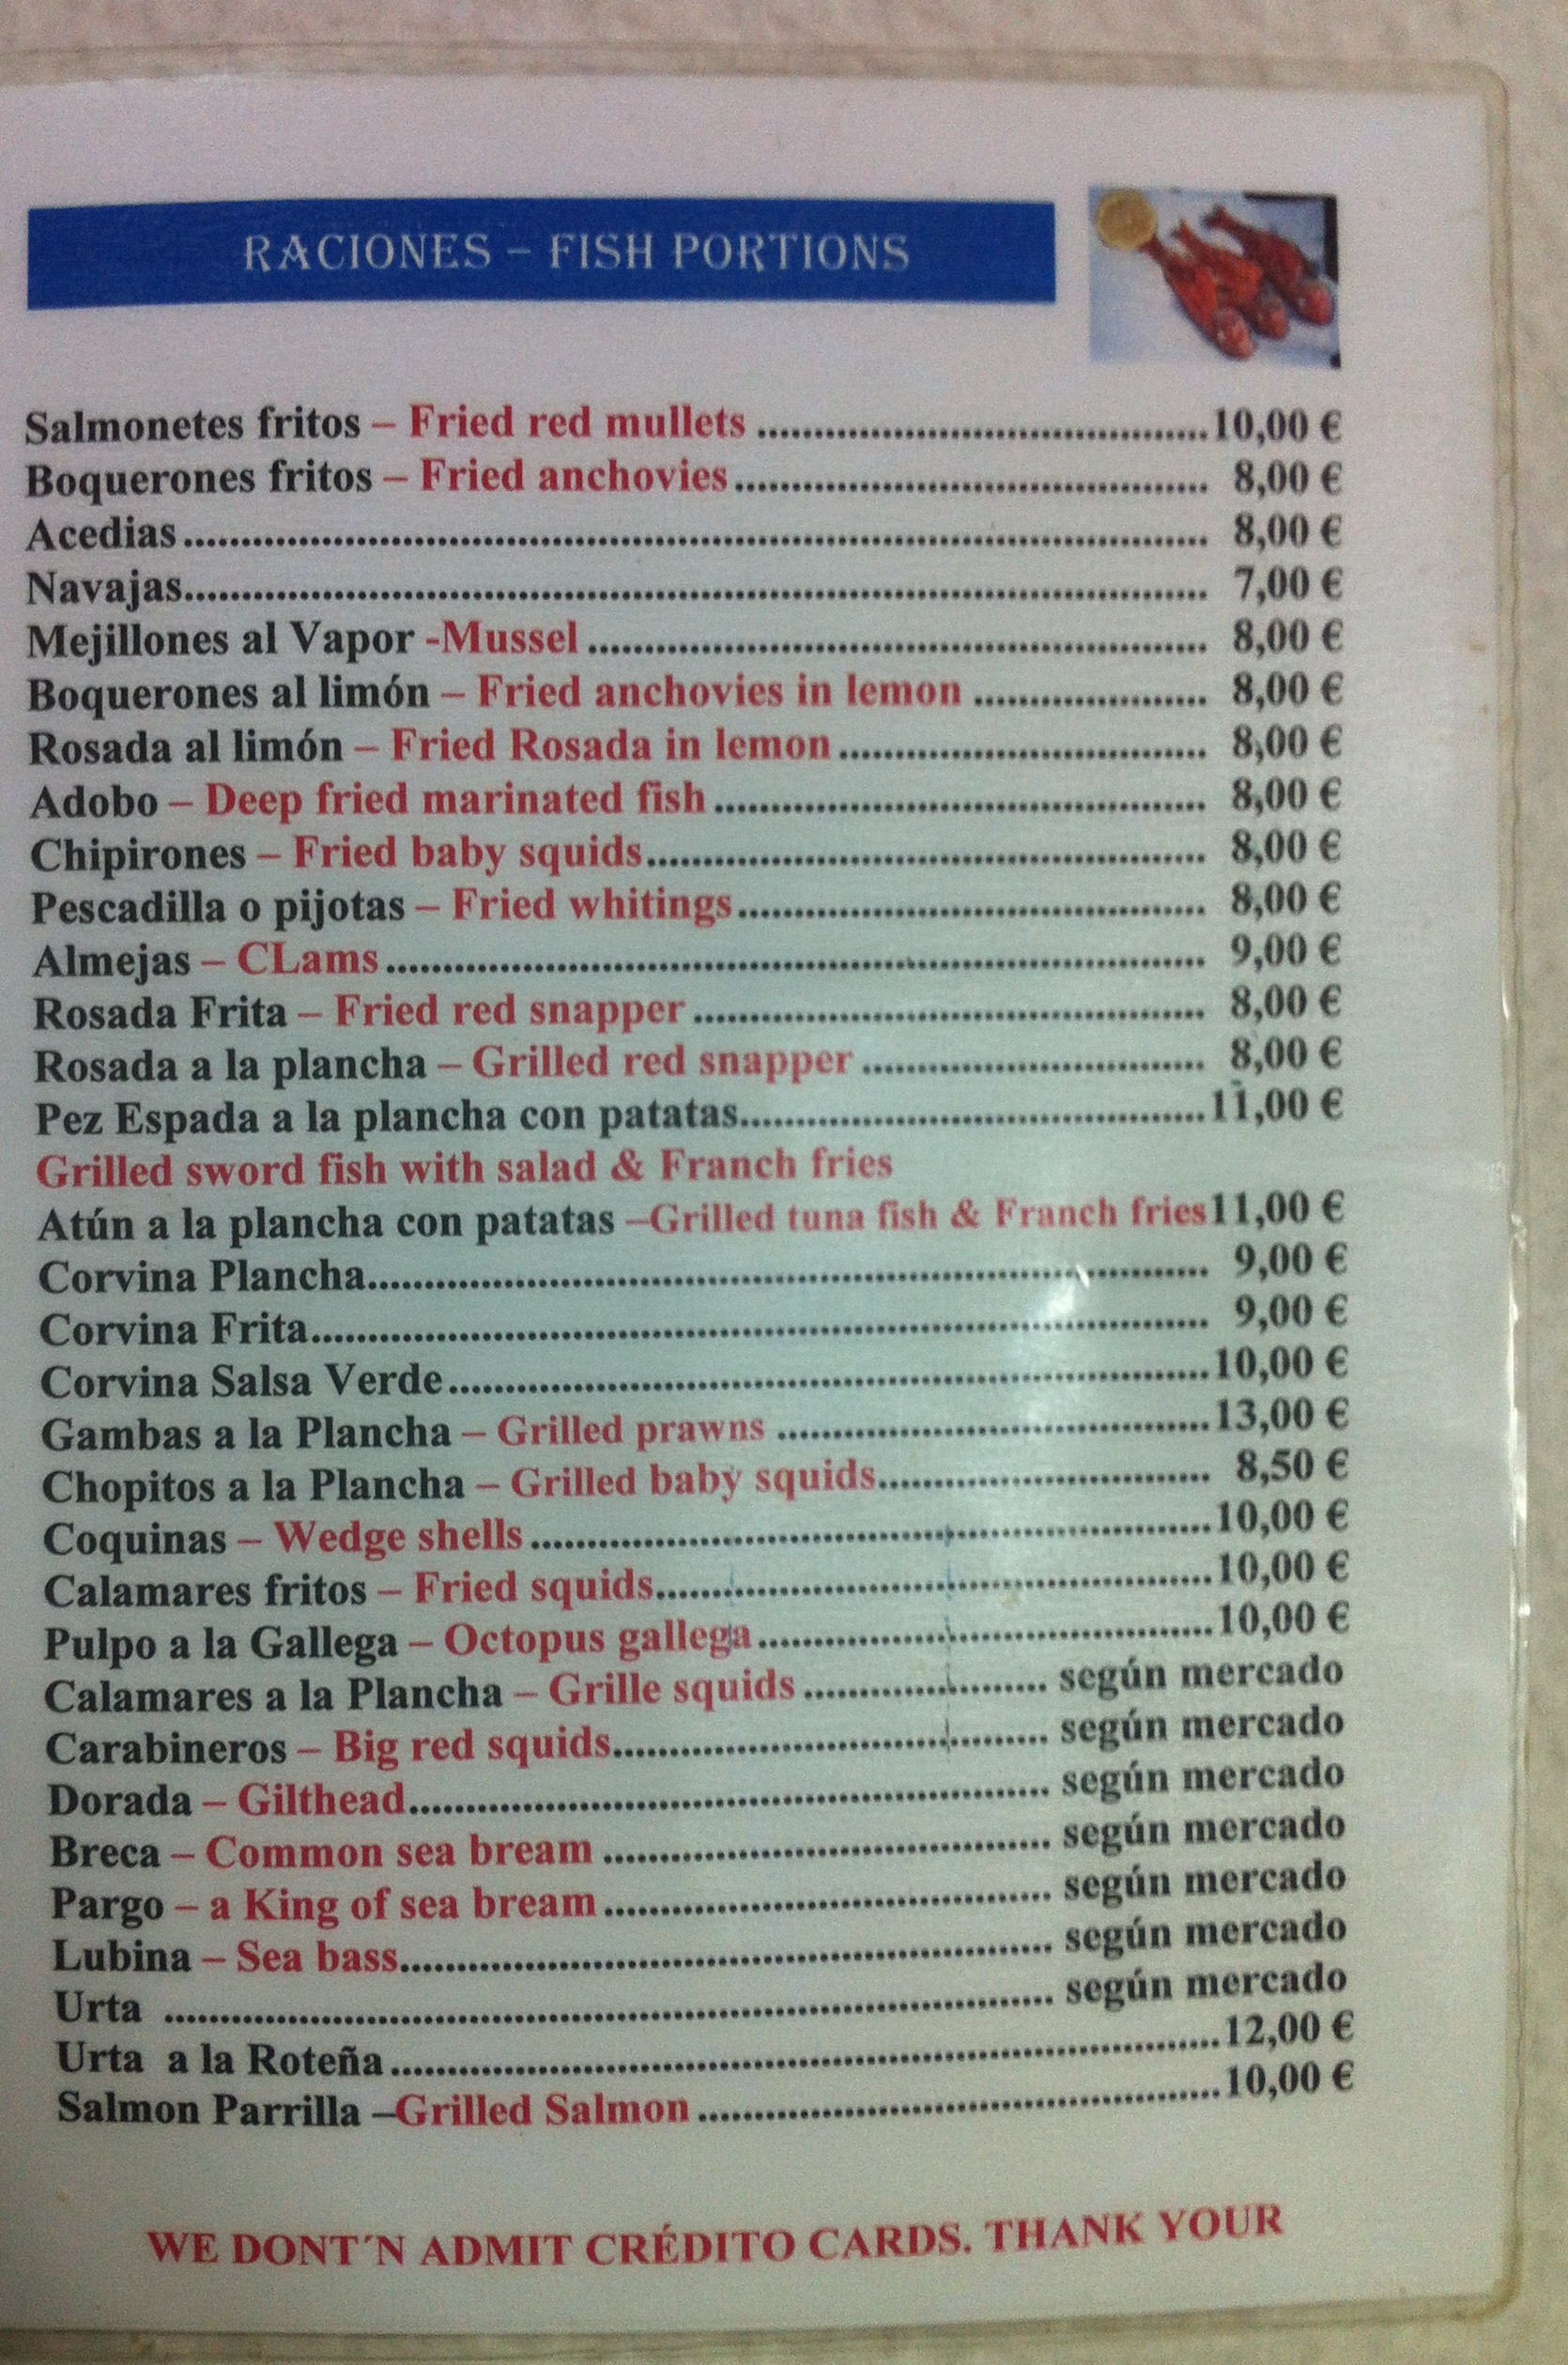 RACIONES – FISH PORTIONS
Salmonetes fritos – Fried red mullets ........................................10,00 €
Boquerones fritos – Fried anchovies.......................................... 8,00 €
Acedias........................................................................................... 8,00 €
Navajas........................................................................................... 7,00 €
Mejillones al Vapor -Mussel ....................................................... 8,00 €
Boquerones al limón – Fried anchovies in lemon ..................... 8,00 €
Rosada al limón – Fried Rosada in lemon ................................. 8,00 €
Adobo – Deep fried marinated fish ............................................ 8,00 €
Chipirones – Fried baby squids.................................................. 8,00 €
Pescadilla o pijotas – Fried whitings.......................................... 8,00 €
Almejas – CLams ......................................................................... 9,00 €
Rosada Frita – Fried red snapper .............................................. 8,00 €
Rosada a la plancha – Grilled red snapper ............................... 8,00 €
Pez Espada a la plancha con patatas.........................................11,00 €
Grilled sword fish with salad & Franch fries
Atún a la plancha con patatas –Grilled tuna fish & Franch fries11,00 €
Corvina Plancha.......................................................................... 9,00 €
Corvina Frita............................................................................... 9,00 €
Corvina Salsa Verde....................................................................10,00 €
Gambas a la Plancha – Grilled prawns ......................................13,00 €
Chopitos a la Plancha – Grilled baby squids............................. 8,50 €
Coquinas – Wedge shells ............................................................10,00 €
Calamares fritos – Fried squids..................................................10,00 €
Pulpo a la Gallega – Octopus gallega ........................................10,00 €
Calamares a la Plancha – Grille squids ...................... según mercado
Carabineros – Big red squids....................................... según mercado
Dorada – Gilthead......................................................... según mercado
Breca – Common sea bream ........................................ según mercado
Pargo – a King of sea bream ........................................ según mercado
Lubina – Sea bass.......................................................... según mercado
Urta ............................................................................... según mercado
Urta a la Roteña..........................................................................12,00 €
Salmon Parrilla –Grilled Salmon ..............................................10,00 €
WE DONT´N ADMIT CRÉDITO CARDS. THANK YOUR